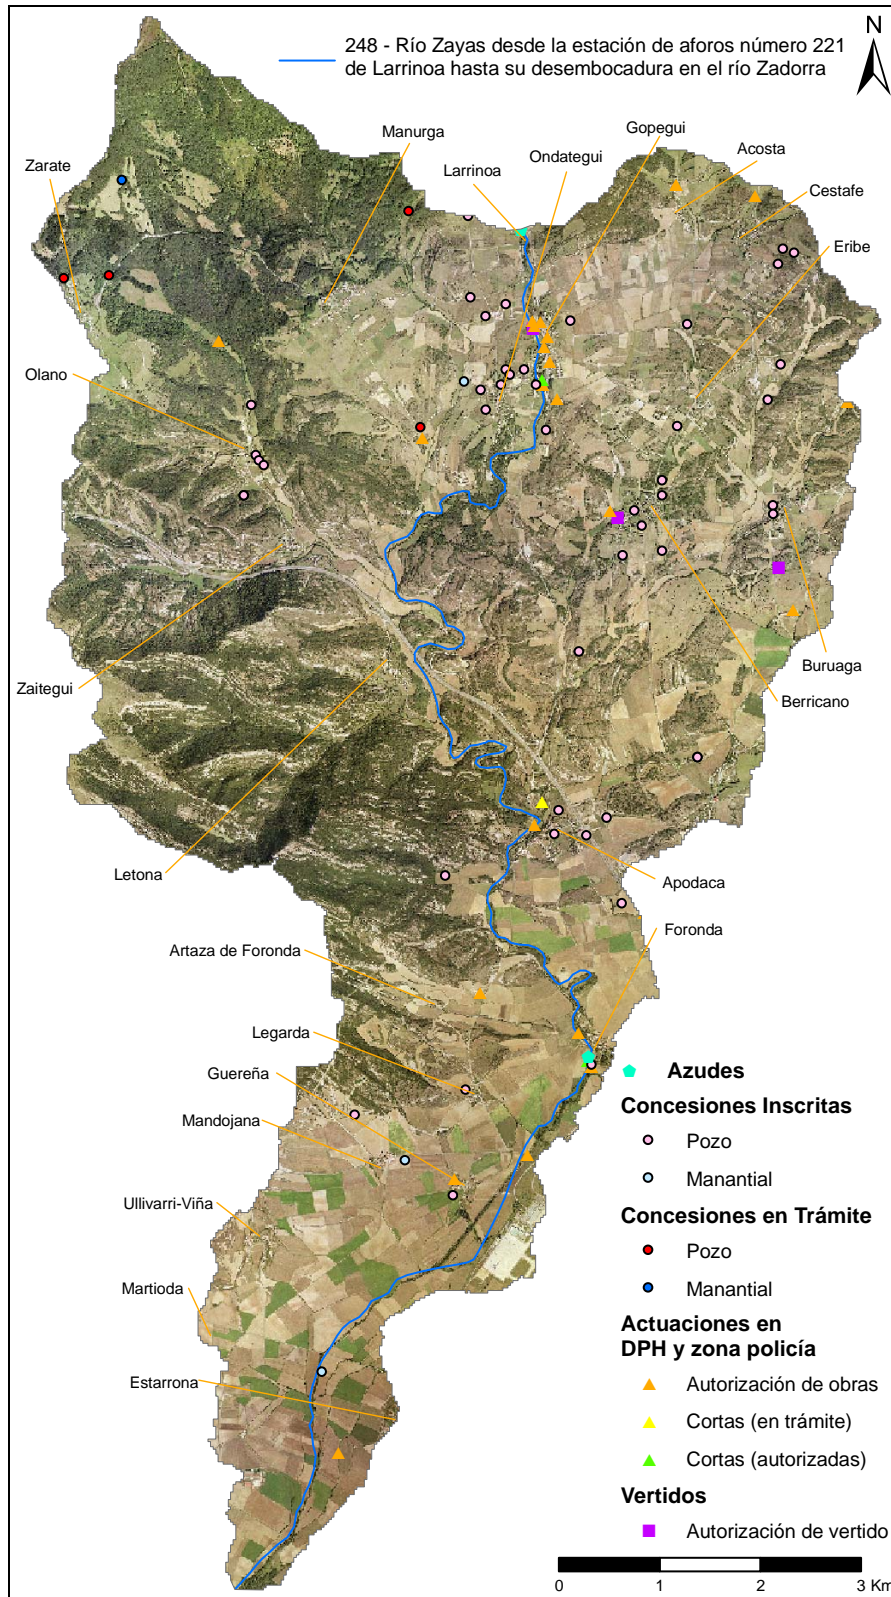 248 - Río Zayas desde la estación de aforos número 221
de Larrinoa hasta su desembocadura en el río Zadorra
N
Manurga
Gopegui
Ondategui
Acosta
Larrinoa
Zarate
Cestafe
Eribe
Olano
Buruaga
Zaitegui
Berricano
Letona
Apodaca
Foronda
Artaza de Foronda
Legarda
Guereña
Mandojana
Ullivarri-Viña
Martioda
Estarrona
Azudes
Concesiones Inscritas
Pozo
Manantial
Concesiones en Trámite
Pozo
Manantial
Actuaciones en
DPH y zona policía
Autorización de obras
Cortas (en trámite)
Cortas (autorizadas)
Vertidos
Autorización de vertido
0 1 2 3 Km